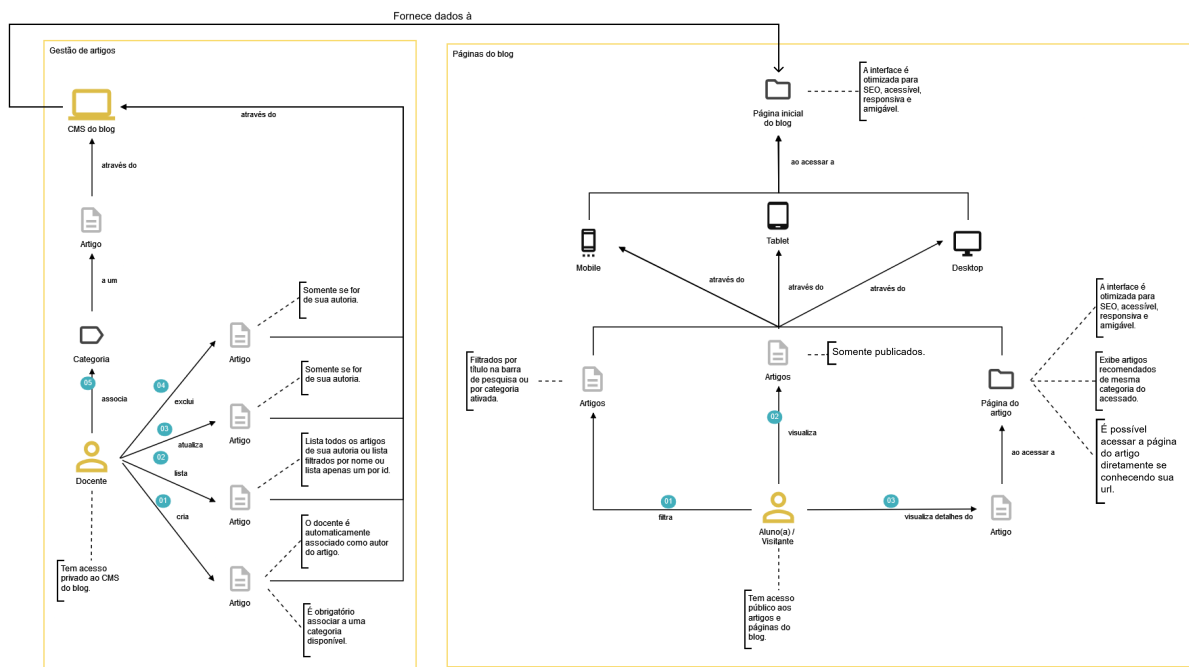 Fornece dados à
Gestão de artigos
CMS do blog
através do
através do
Artigo
a um
Categoria
05
associa
Docente
Tem acesso
privado ao CMS
do blog.
04
exclui
Artigo
Somente se for
de sua autoria.
03
atualiza
Artigo
Somente se for
de sua autoria.
02
lista
Artigo
Lista todos os artigos
de sua autoria ou lista
filtrados por nome ou
lista apenas um por id.
01
cria
Artigo
O docente é
automaticamente
associado como autor
do artigo.
É obrigatório
associar a uma
categoria
disponível.
Páginas do blog
Página inicial
do blog
A interface é
otimizada para
SEO, acessível,
responsiva e
amigável.
ao acessar a
Mobile
Tablet
Desktop
através do
através do
através do
Filtrados por
título na barra
de pesquisa ou
por categoria
ativada.
Artigos
Artigos
Somente publicados.
Página do
artigo
A interface é
otimizada para
SEO, acessível,
responsiva e
amigável.
Exibe artigos
recomendados
de mesma
categoria do
acessado.
É possível
acessar a página
do artigo
diretamente se
conhecendo sua
url.
02
visualiza
ao acessar a
01
filtra
Aluno(a) /
Visitante
03
visualiza detalhes do
Artigo
Tem acesso
público aos
artigos e
páginas do
blog.